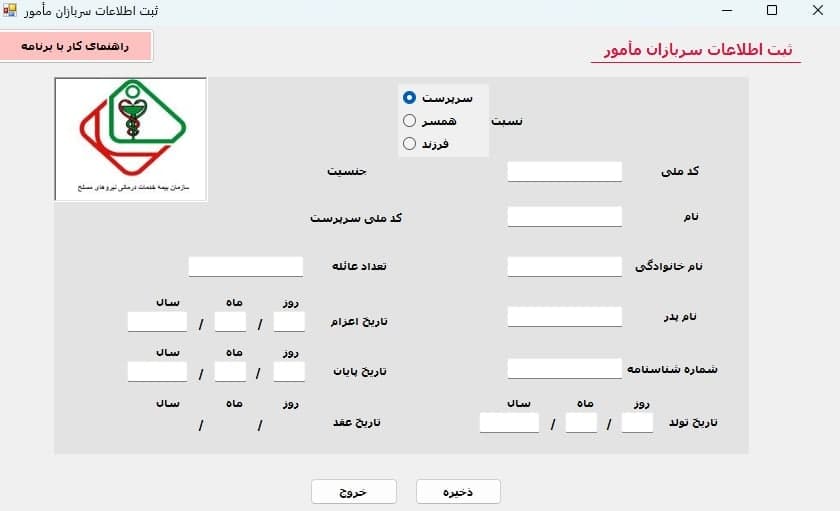 ثبت اطلاعات سربازان مأمور
راهنمای کار با برنامه
ثبت اطلاعات سربازان مأمور
سازمان بیمه خدمات درمانی نیروهای مسلح
نسبت
سرپرست
همسر
فرزند
کد ملی
جنسیت
نام
کد ملی سرپرست
نام خانوادگی
تعداد عائله
نام پدر
روز ماه سال
تاریخ اعزام / /
شماره شناسنامه
روز ماه سال
تاریخ پایان / /
روز ماه سال
تاریخ تولد / /
روز ماه سال
تاریخ عقد / /
ذخیره
خروج